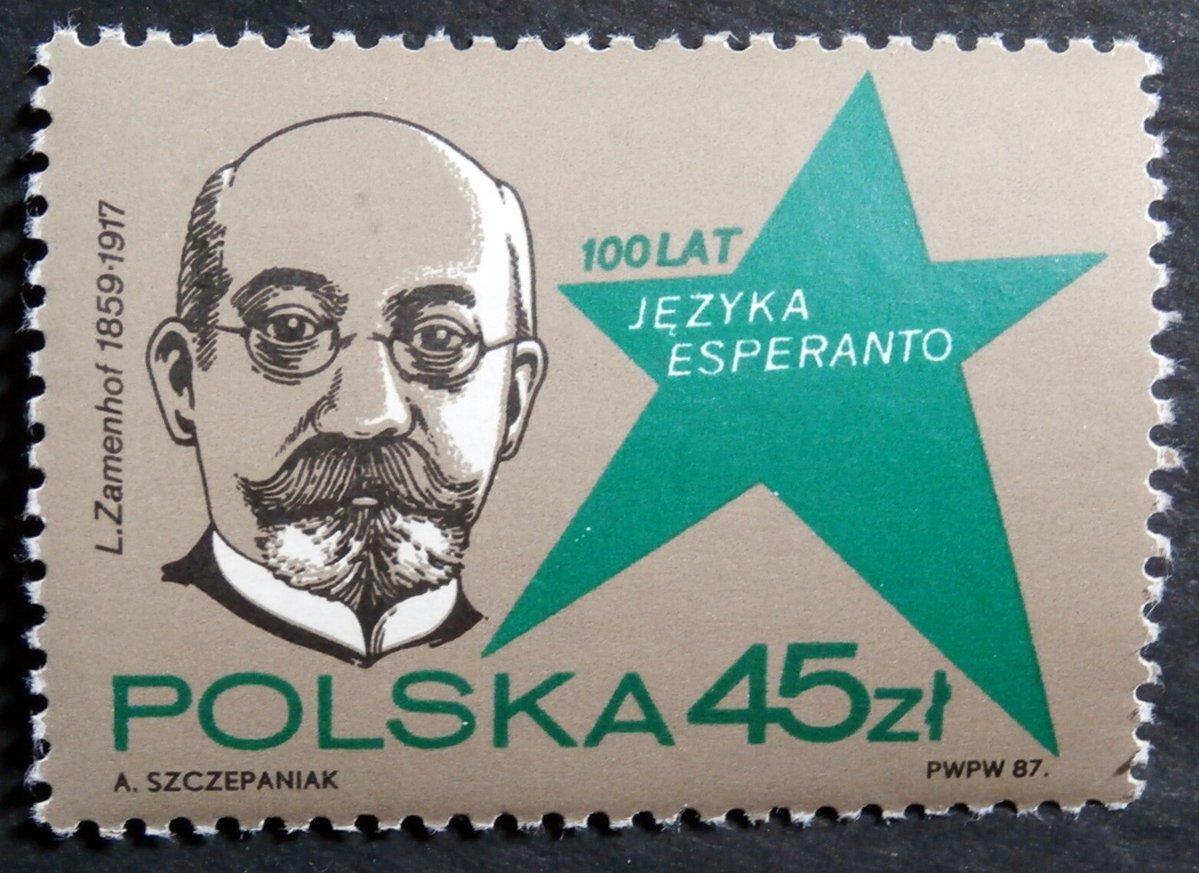 L.Zamenhof 1859·1917
100 LAT
JĘZYKA
ESPERANTO
POLSKA 45zł
A. SZCZEPANIAK
PWPW 87.